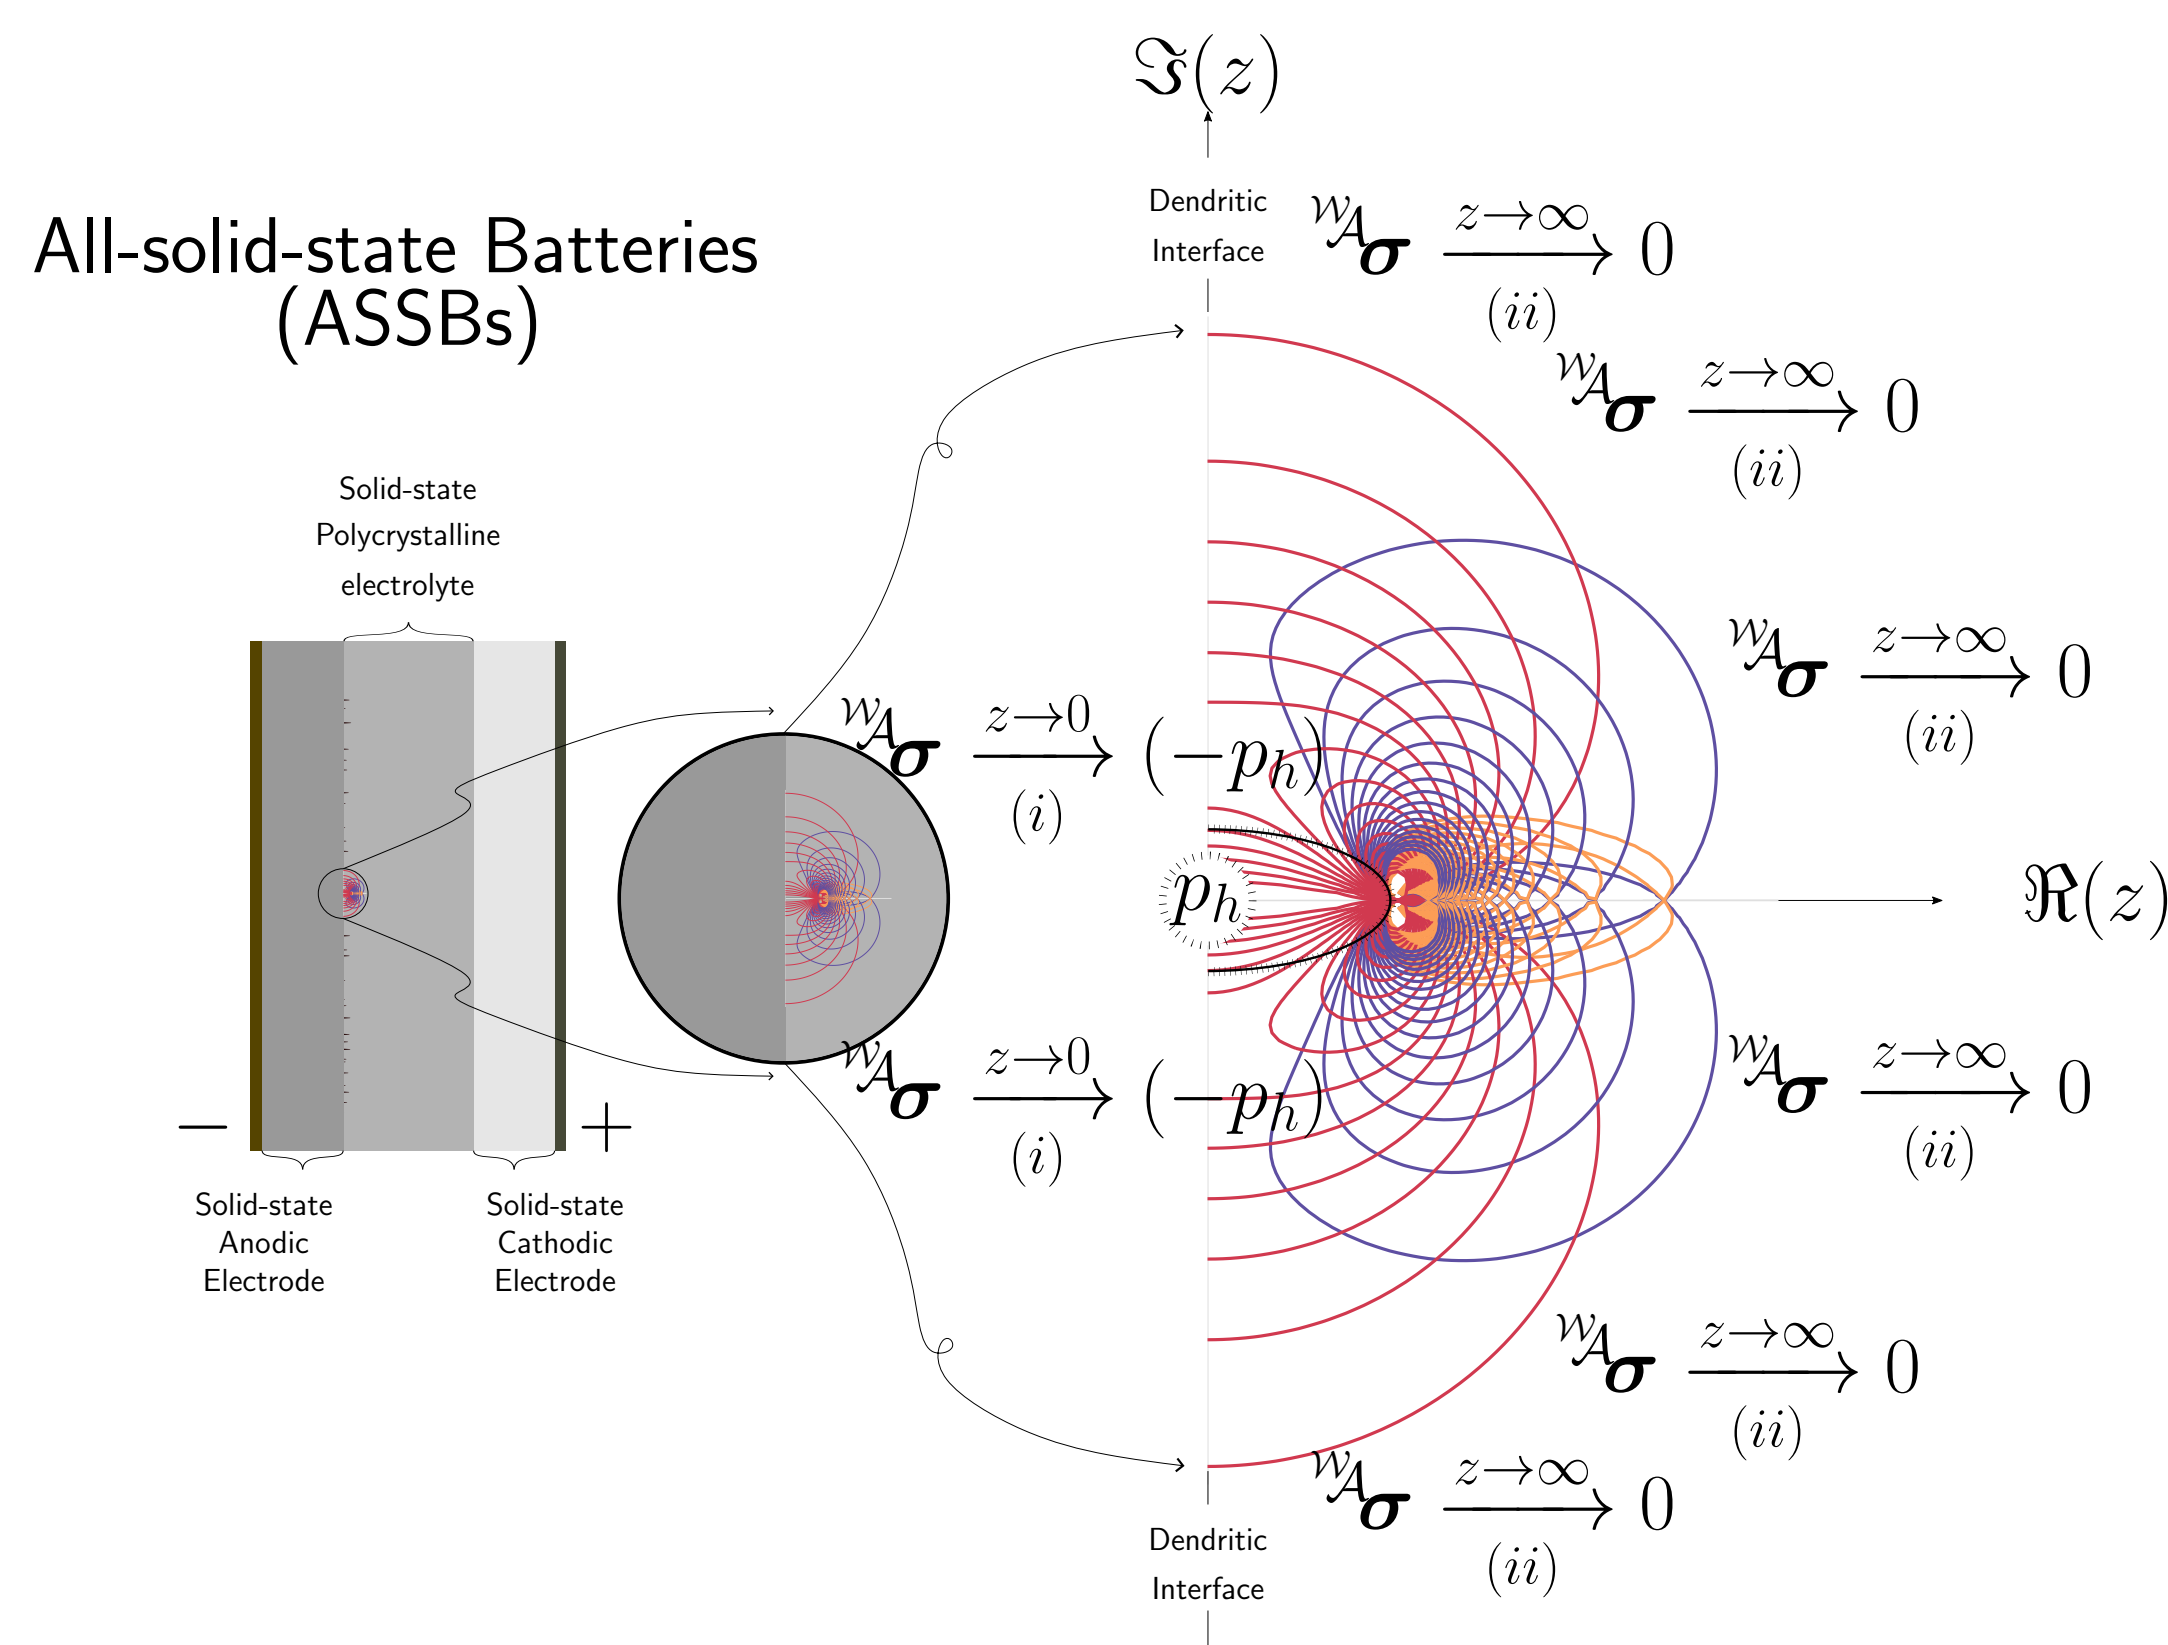 ℑ(z)
All-solid-state Batteries
(ASSBs)
Dendritic
Interface
𝒲𝒜𝝈 z→∞ ⟶ 0
(ii)
𝒲𝒜𝝈 z→∞ ⟶ 0
(ii)
Solid-state
Polycrystalline
electrolyte
𝒲𝒜𝝈 z→∞ ⟶ 0
(ii)
𝒲𝒜𝝈 z→0 ⟶ (−pₕ)
(i)
pₕ
ℜ(z)
𝒲𝒜𝝈 z→0 ⟶ (−pₕ)
(i)
𝒲𝒜𝝈 z→∞ ⟶ 0
(ii)
−
+
Solid-state
Anodic
Electrode
Solid-state
Cathodic
Electrode
𝒲𝒜𝝈 z→∞ ⟶ 0
(ii)
𝒲𝒜𝝈 z→∞ ⟶ 0
(ii)
Dendritic
Interface